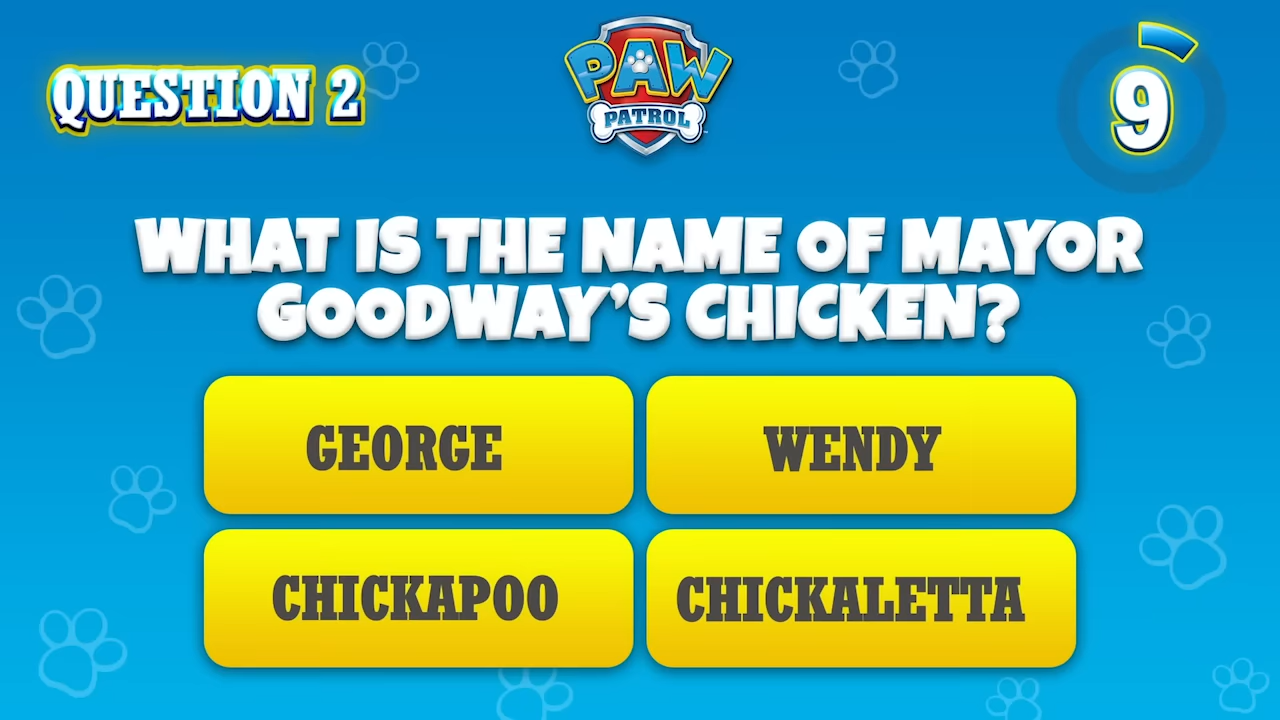 QUESTION 2
PAW
PATROL
9
WHAT IS THE NAME OF MAYOR
GOODWAY'S CHICKEN?
GEORGE
WENDY
CHICKAPOO
CHICKALETTA